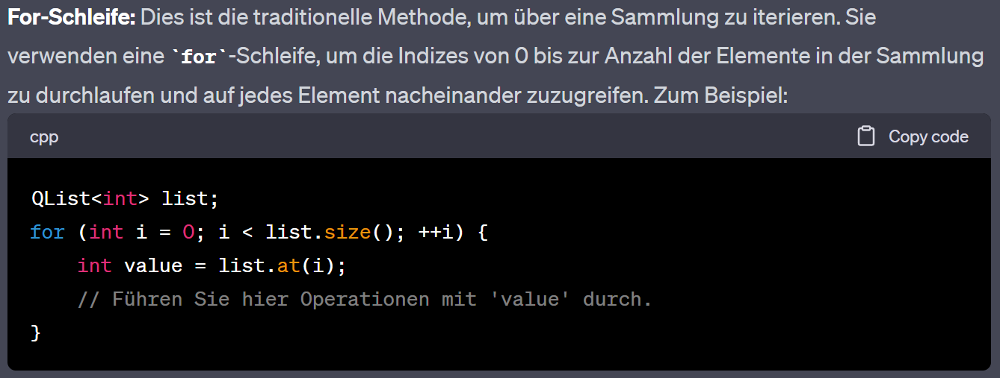 For-Schleife: Dies ist die traditionelle Methode, um über eine Sammlung zu iterieren. Sie
verwenden eine `for`-Schleife, um die Indizes von 0 bis zur Anzahl der Elemente in der Sammlung
zu durchlaufen und auf jedes Element nacheinander zuzugreifen. Zum Beispiel:
cpp
Copy code
QList<int> list;
for (int i = 0; i < list.size(); ++i) {
    int value = list.at(i);
    // Führen Sie hier Operationen mit 'value' durch.
}